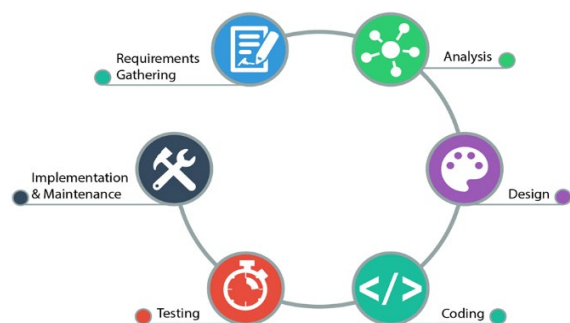 Requirements
Gathering
Analysis
Design
</>
Coding
Testing
Implementation
& Maintenance